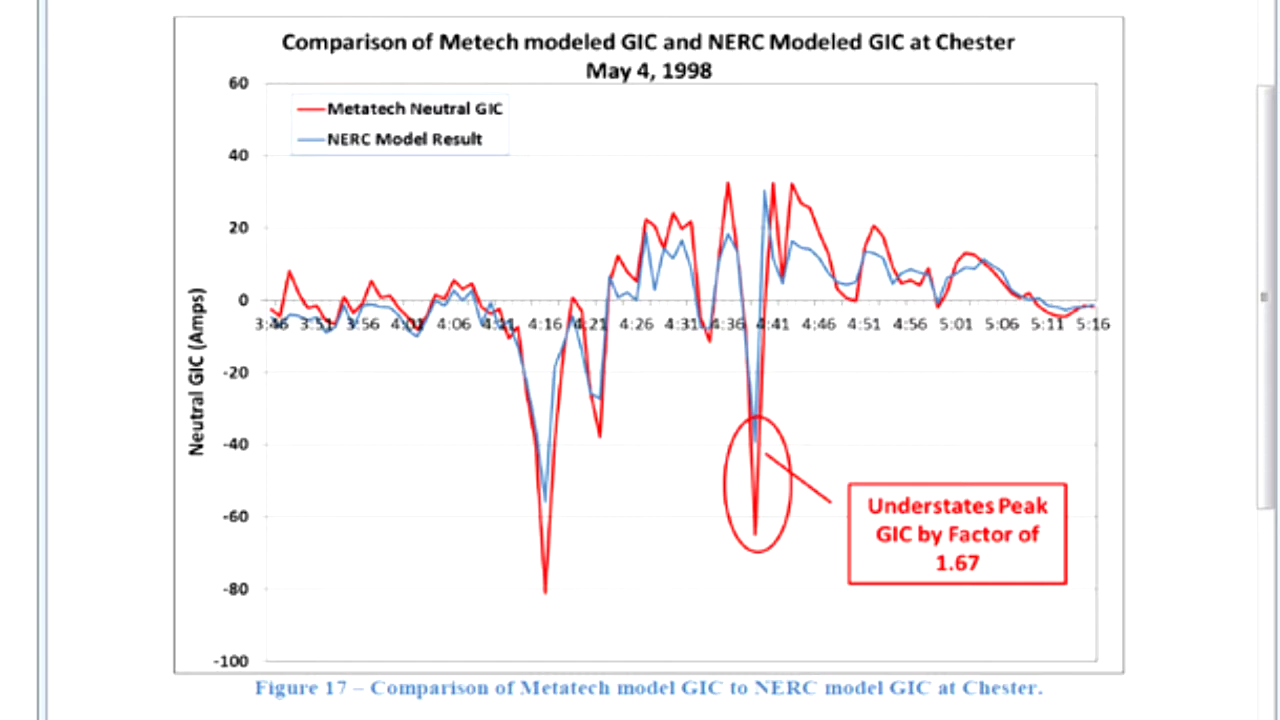 Comparison of Metech modeled GIC and NERC Modeled GIC at Chester
May 4, 1998
Metatech Neutral GIC
NERC Model Result
60
40
20
0
-20
-40
-60
-80
-100
Neutral GIC (Amps)
3:46 3:51 3:56 4:01 4:06 4:11 4:16 4:21 4:26 4:31 4:36 4:41 4:46 4:51 4:56 5:01 5:06 5:11 5:16
Understates Peak
GIC by Factor of
1.67
Figure 17 – Comparison of Metatech model GIC to NERC model GIC at Chester.